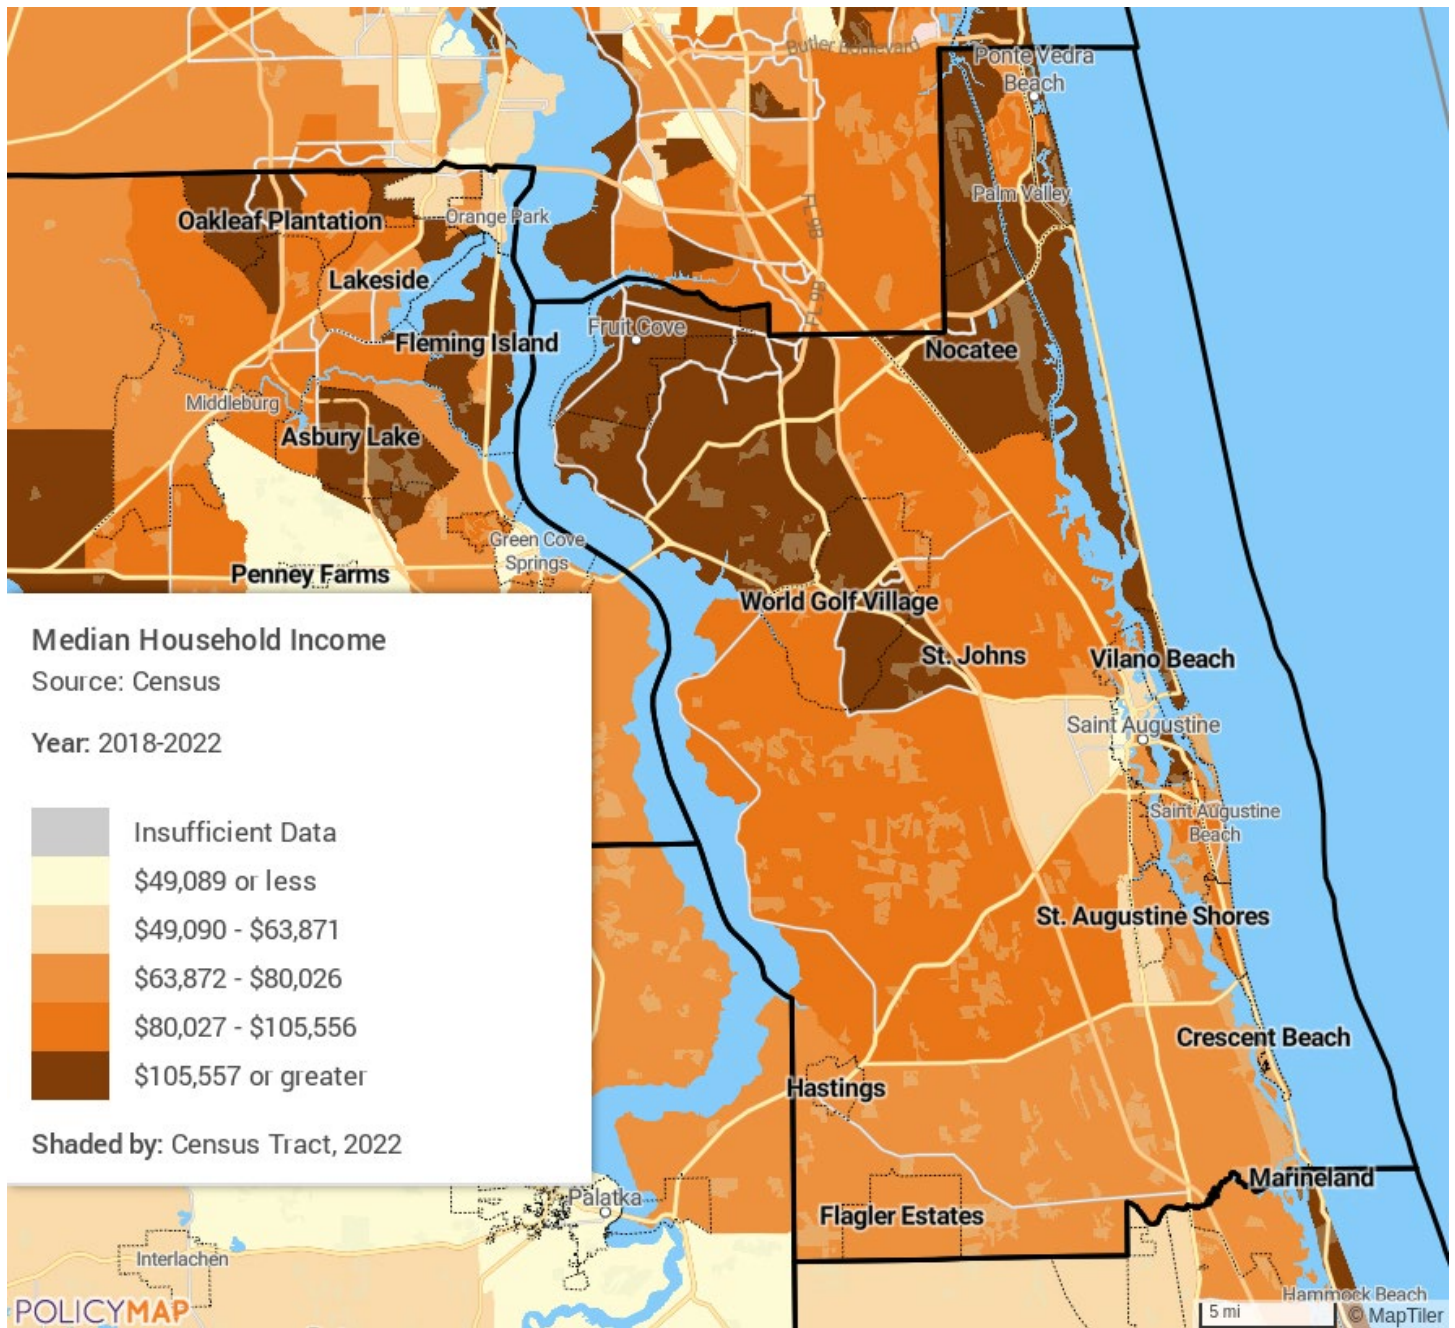 Butler Boulevard
Ponte Vedra
Beach
Palm Valley
Oakleaf Plantation
Orange Park
FL 9B
Lakeside
Fleming Island
Fruit Cove
Nocatee
Middleburg
Asbury Lake
Green Cove
Springs
Penney Farms
World Golf Village
St. Johns
Vilano Beach
Saint Augustine
Saint Augustine
Beach
St. Augustine Shores
Crescent Beach
Hastings
Marineland
Flagler Estates
Palatka
Interlachen
Hammock Beach
Median Household Income
Source: Census
Year: 2018-2022
Insufficient Data
$49,089 or less
$49,090 - $63,871
$63,872 - $80,026
$80,027 - $105,556
$105,557 or greater
Shaded by: Census Tract, 2022
POLICYMAP
5 mi
© MapTiler